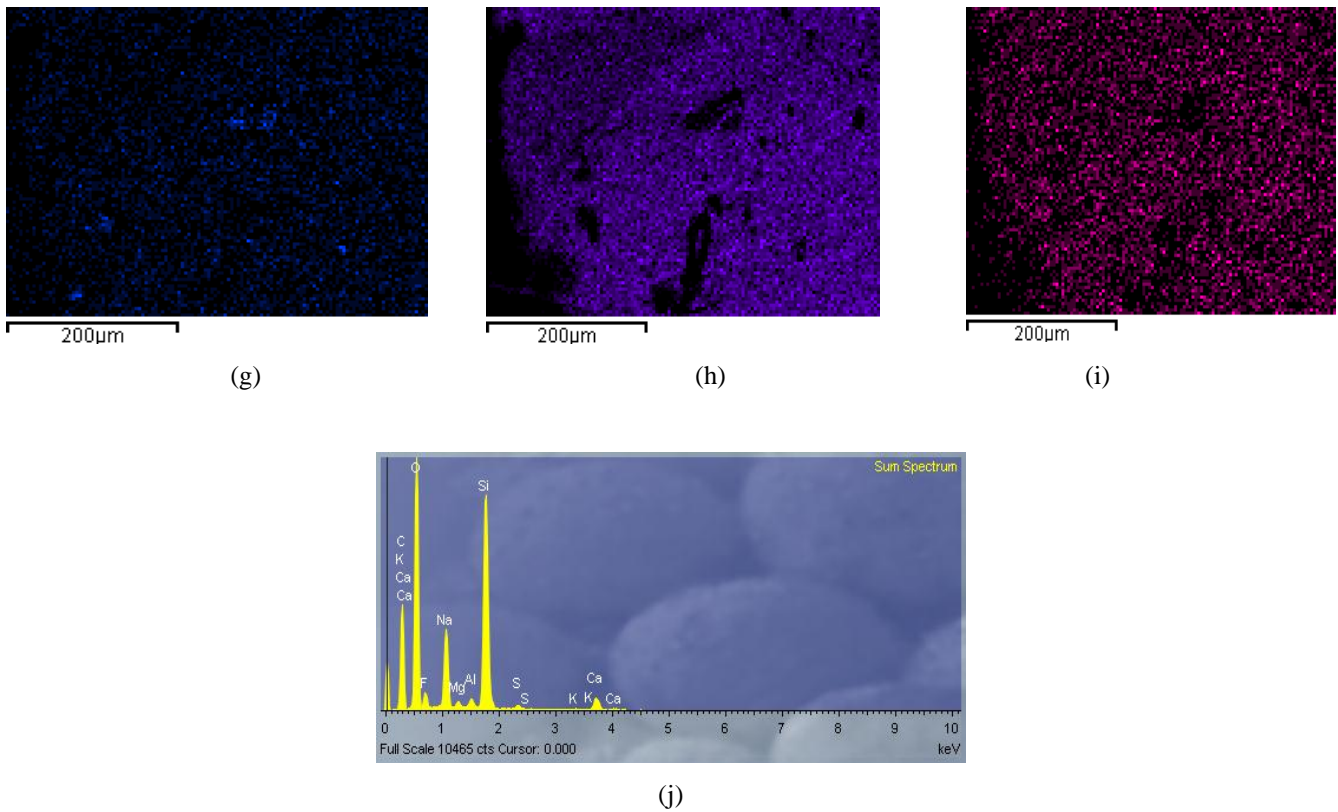 200µm 200µm 200µm
(g) (h) (i)
Sum Spectrum
O
Si
C
K
Ca
Ca
Na
F Mg Al S S Ca K K Ca
0 1 2 3 4 5 6 7 8 9 10
Full Scale 10465 cts Cursor: 0.000 keV
(j)